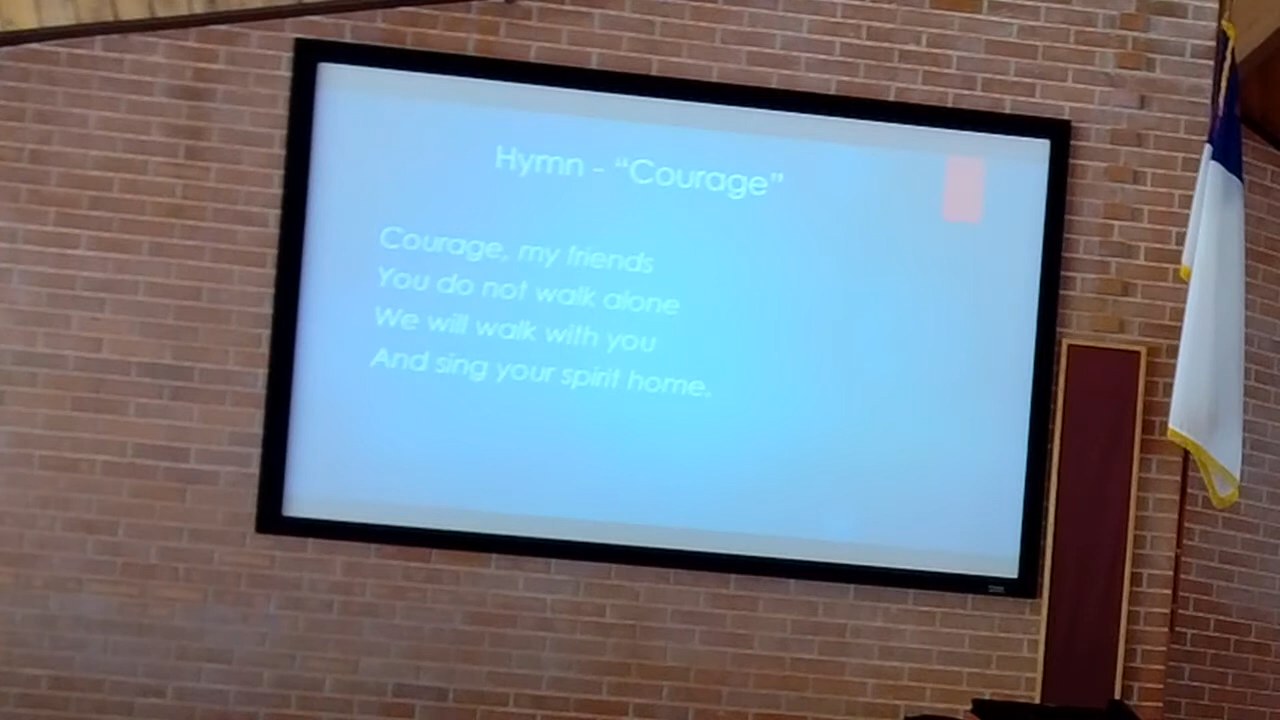 Hymn - “Courage”
Courage, my friends
You do not walk alone
We will walk with you
And sing your spirit home.